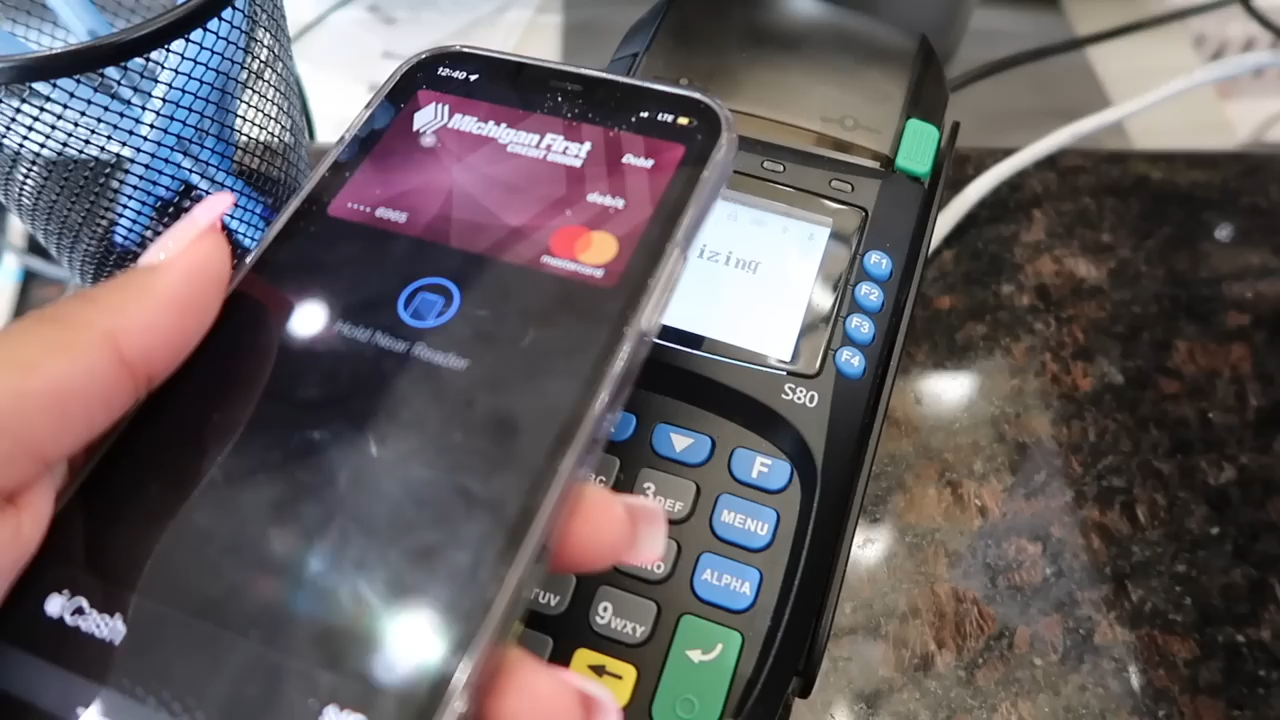 12:40
LTE
Michigan First
CREDIT UNION
Debit
debit
mastercard
Hold Near Reader
Cash
izing
F1
F2
F3
F4
S80
F
3DEF
MENU
ALPHA
TUV
9WXY